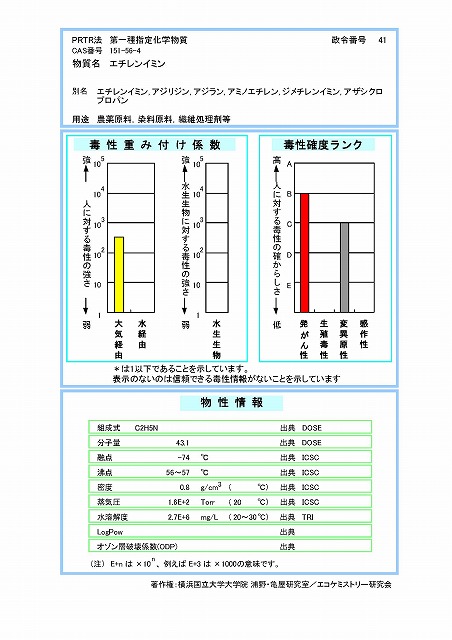 PRTR法 第一種指定化学物質 政令番号 41
CAS番号 151-56-4
物質名 エチレンイミン
別名 エチレンイミン, アジリジン, アジラン, アミノエチレン, ジメチレンイミン, アザシクロ
プロパン
用途 農薬原料, 染料原料, 繊維処理剤等
毒性重み付け係数
強 人に対する毒性の強さ 弱
10^5
10^4
10^3
10^2
10^1
1
大気経由 水経由
強 水生生物に対する毒性の強さ 弱
10^5
10^4
10^3
10^2
10^1
1
水生生物
毒性確度ランク
高 人に対する毒性の確からしさ 低
A
B
C
D
E
発がん性 生殖毒性 変異原性 感作性
*は1以下であることを示しています。
表示のないのは信頼できる毒性情報がないことを示しています
物性情報
組成式 C2H5N 出典 DOSE
分子量 43.1 出典 DOSE
融点 -74 ℃ 出典 ICSC
沸点 56~57 ℃ 出典 ICSC
密度 0.8 g/cm3 ( ℃) 出典 ICSC
蒸気圧 1.6E+2 Torr (20 ℃) 出典 ICSC
水溶解度 2.7E+6 mg/L (20~30℃) 出典 TRI
LogPow 出典
オゾン層破壊係数(ODP) 出典
(注) E+n は ×10^n、例えば E+3 は ×1000の意味です。
著作権:横浜国立大学大学院 浦野・亀屋研究室/エコケミストリー研究会